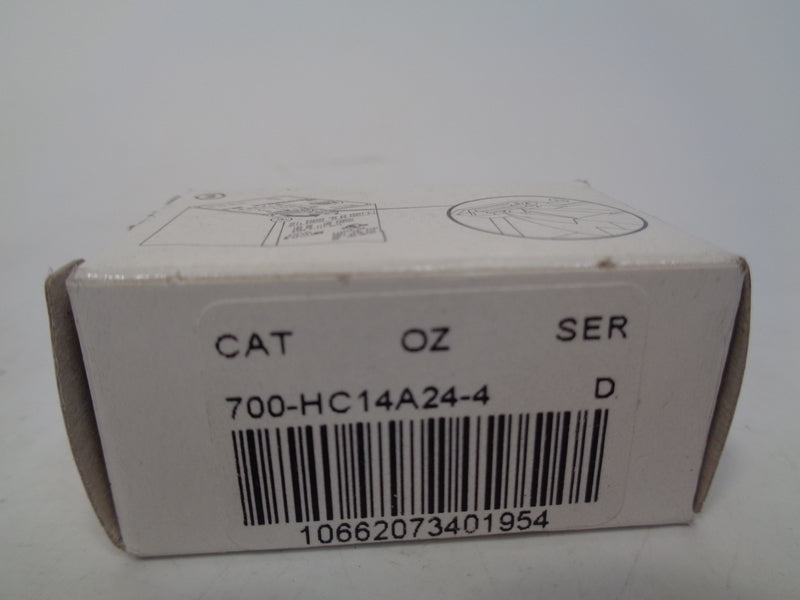 CAT OZ SER
700-HC14A24-4 D
10662073401954